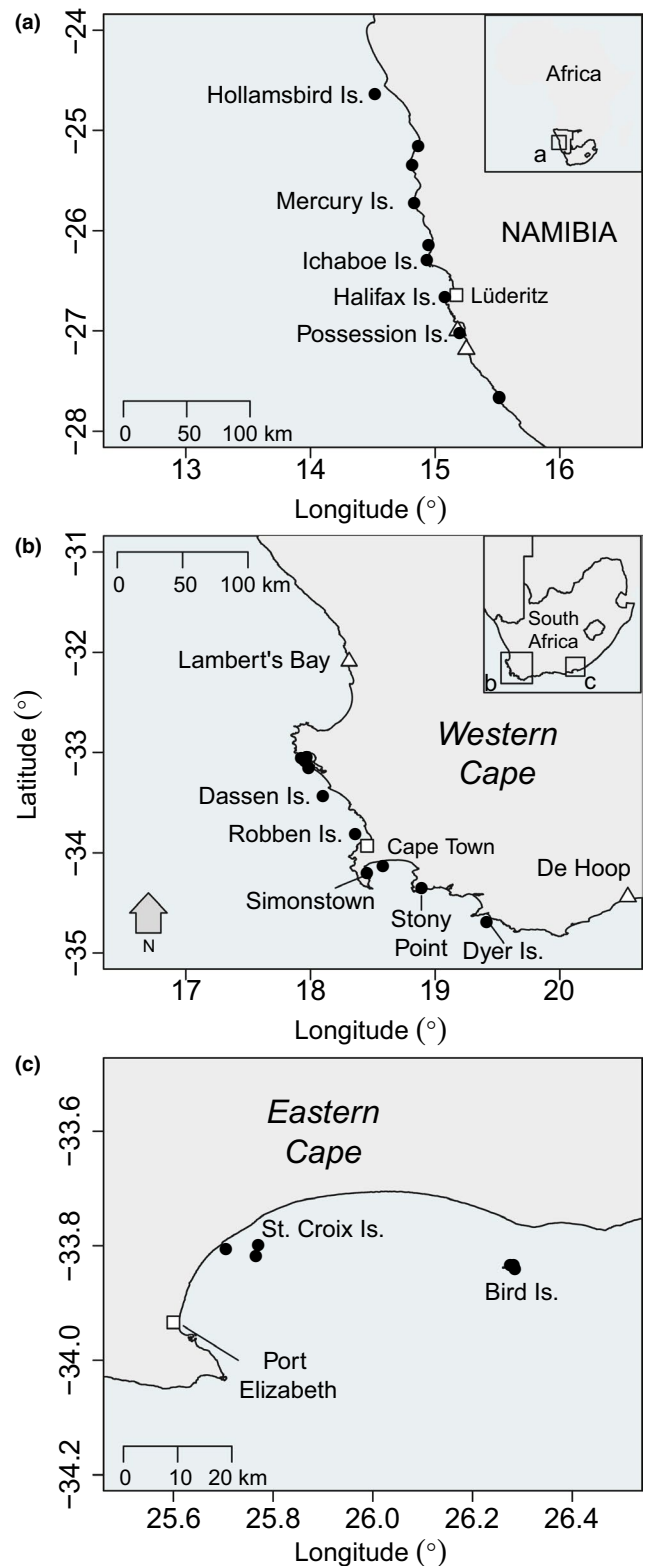 (a)
−24
−25
−26
−27
−28
Hollamsbird Is.
Mercury Is.
Ichaboe Is.
Halifax Is.
Lüderitz
Possession Is.
NAMIBIA
Africa
a
0 50 100 km
13 14 15 16
Longitude (°)
(b)
−31
−32
−33
−34
−35
Latitude (°)
0 50 100 km
Lambert's Bay
South
Africa
b
c
Western
Cape
Dassen Is.
Robben Is.
Cape Town
Simonstown
Stony
Point
Dyer Is.
De Hoop
N
17 18 19 20
Longitude (°)
(c)
−33.6
−33.8
−34.0
−34.2
Eastern
Cape
St. Croix Is.
Bird Is.
Port
Elizabeth
0 10 20 km
25.6 25.8 26.0 26.2 26.4
Longitude (°)